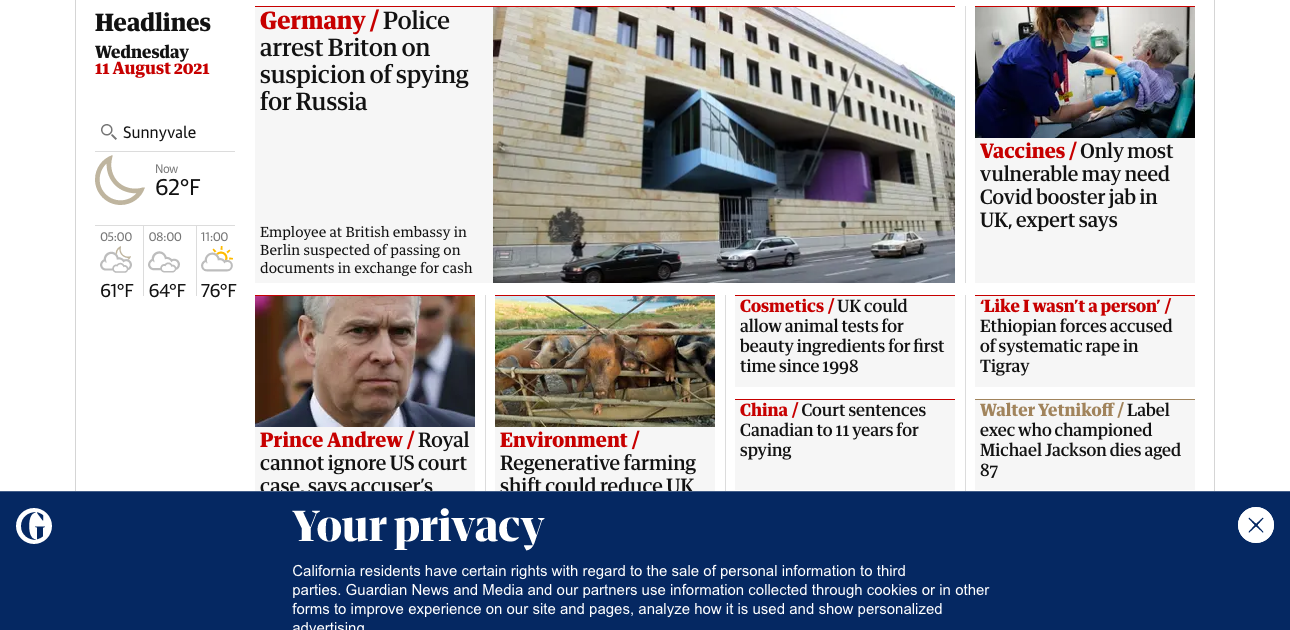 Headlines
Wednesday
11 August 2021
Sunnyvale
Now
62°F
05:00
08:00
11:00
61°F
64°F
76°F
Germany / Police
arrest Briton on
suspicion of spying
for Russia
Employee at British embassy in
Berlin suspected of passing on
documents in exchange for cash
Vaccines / Only most
vulnerable may need
Covid booster jab in
UK, expert says
Prince Andrew / Royal
cannot ignore US court
case, says accuser’s
Environment /
Regenerative farming
shift could reduce UK
Cosmetics / UK could
allow animal tests for
beauty ingredients for first
time since 1998
China / Court sentences
Canadian to 11 years for
spying
‘Like I wasn’t a person’ /
Ethiopian forces accused
of systematic rape in
Tigray
Walter Yetnikoff / Label
exec who championed
Michael Jackson dies aged
87
G
Your privacy
California residents have certain rights with regard to the sale of personal information to third
parties. Guardian News and Media and our partners use information collected through cookies or in other
forms to improve experience on our site and pages, analyze how it is used and show personalized
advertising.